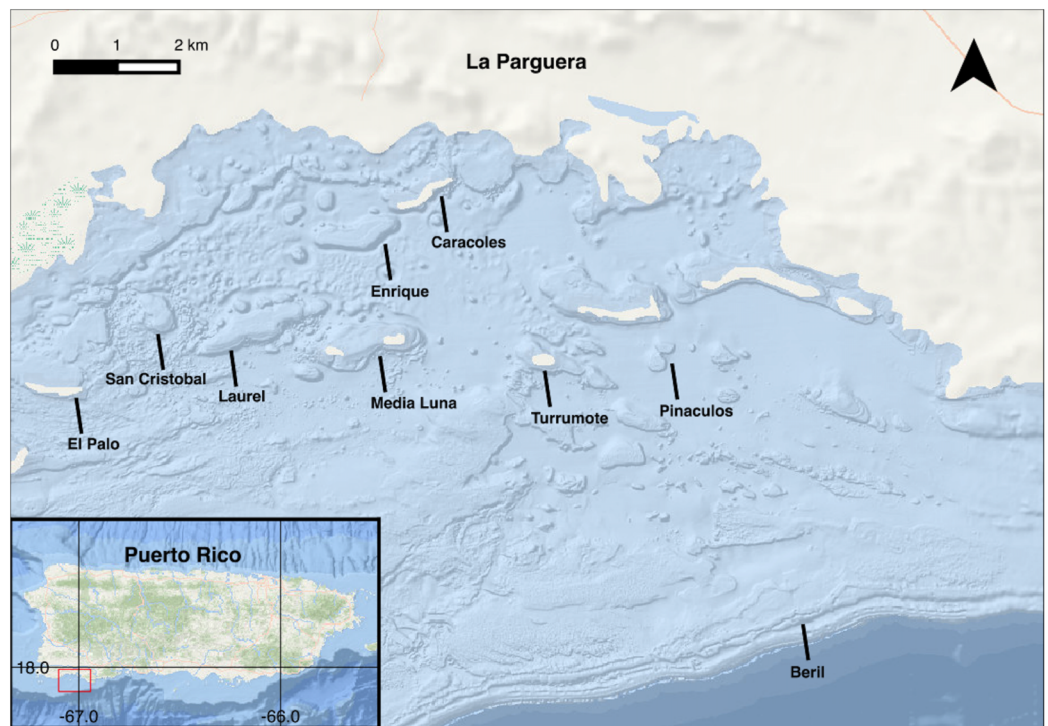 0 1 2 km
La Parguera
Caracoles
Enrique
San Cristobal
Laurel
Media Luna
Turrumote
Pinaculos
El Palo
Puerto Rico
18.0
-67.0
-66.0
Beril